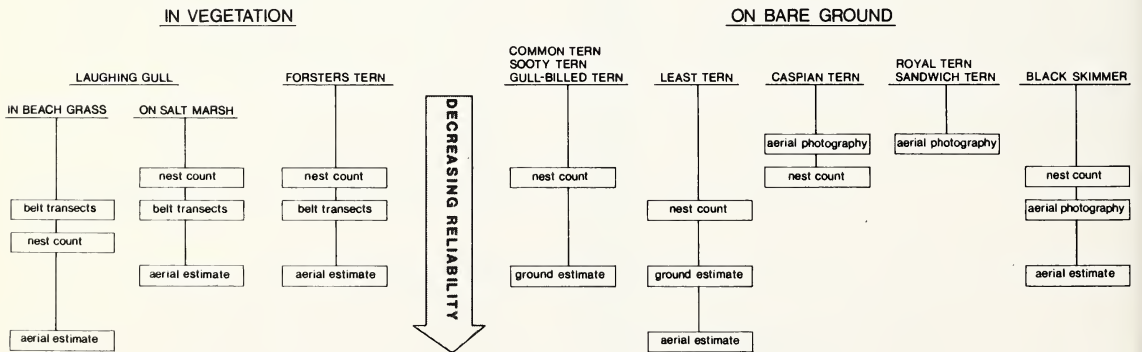 IN VEGETATION
ON BARE GROUND
LAUGHING GULL
IN BEACH GRASS
belt transects
nest count
aerial estimate
ON SALT MARSH
nest count
belt transects
aerial estimate
FORSTERS TERN
nest count
belt transects
aerial estimate
DECREASING RELIABILITY
COMMON TERN
SOOTY TERN
GULL-BILLED TERN
nest count
ground estimate
LEAST TERN
nest count
ground estimate
aerial estimate
CASPIAN TERN
aerial photography
nest count
ROYAL TERN
SANDWICH TERN
aerial photography
BLACK SKIMMER
nest count
aerial photography
aerial estimate